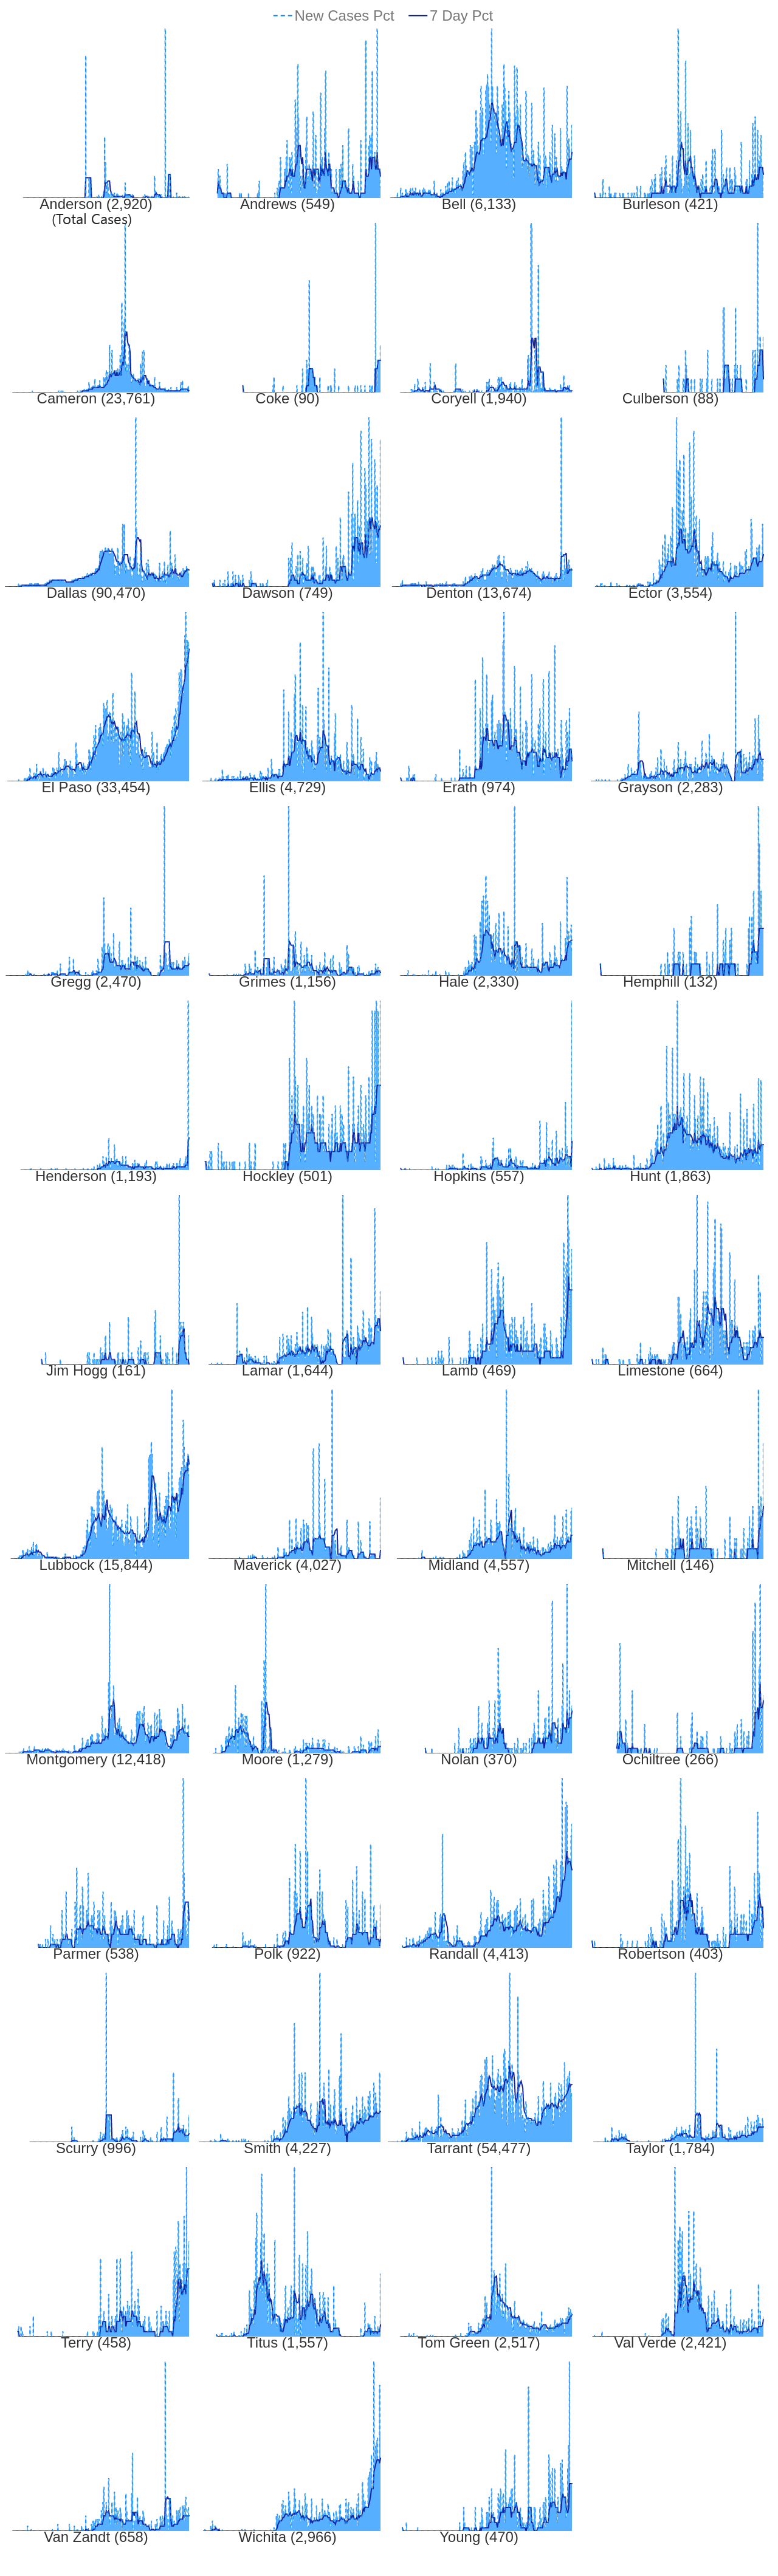 New Cases Pct 7 Day Pct
Anderson (2,920) Andrews (549) Bell (6,133) Burleson (421)
(Total Cases)
Cameron (23,761) Coke (90) Coryell (1,940) Culberson (88)
Dallas (90,470) Dawson (749) Denton (13,674) Ector (3,554)
El Paso (33,454) Ellis (4,729) Erath (974) Grayson (2,283)
Gregg (2,470) Grimes (1,156) Hale (2,330) Hemphill (132)
Henderson (1,193) Hockley (501) Hopkins (557) Hunt (1,863)
Jim Hogg (161) Lamar (1,644) Lamb (469) Limestone (664)
Lubbock (15,844) Maverick (4,027) Midland (4,557) Mitchell (146)
Montgomery (12,418) Moore (1,279) Nolan (370) Ochiltree (266)
Parmer (538) Polk (922) Randall (4,413) Robertson (403)
Scurry (996) Smith (4,227) Tarrant (54,477) Taylor (1,784)
Terry (458) Titus (1,557) Tom Green (2,517) Val Verde (2,421)
Van Zandt (658) Wichita (2,966) Young (470)